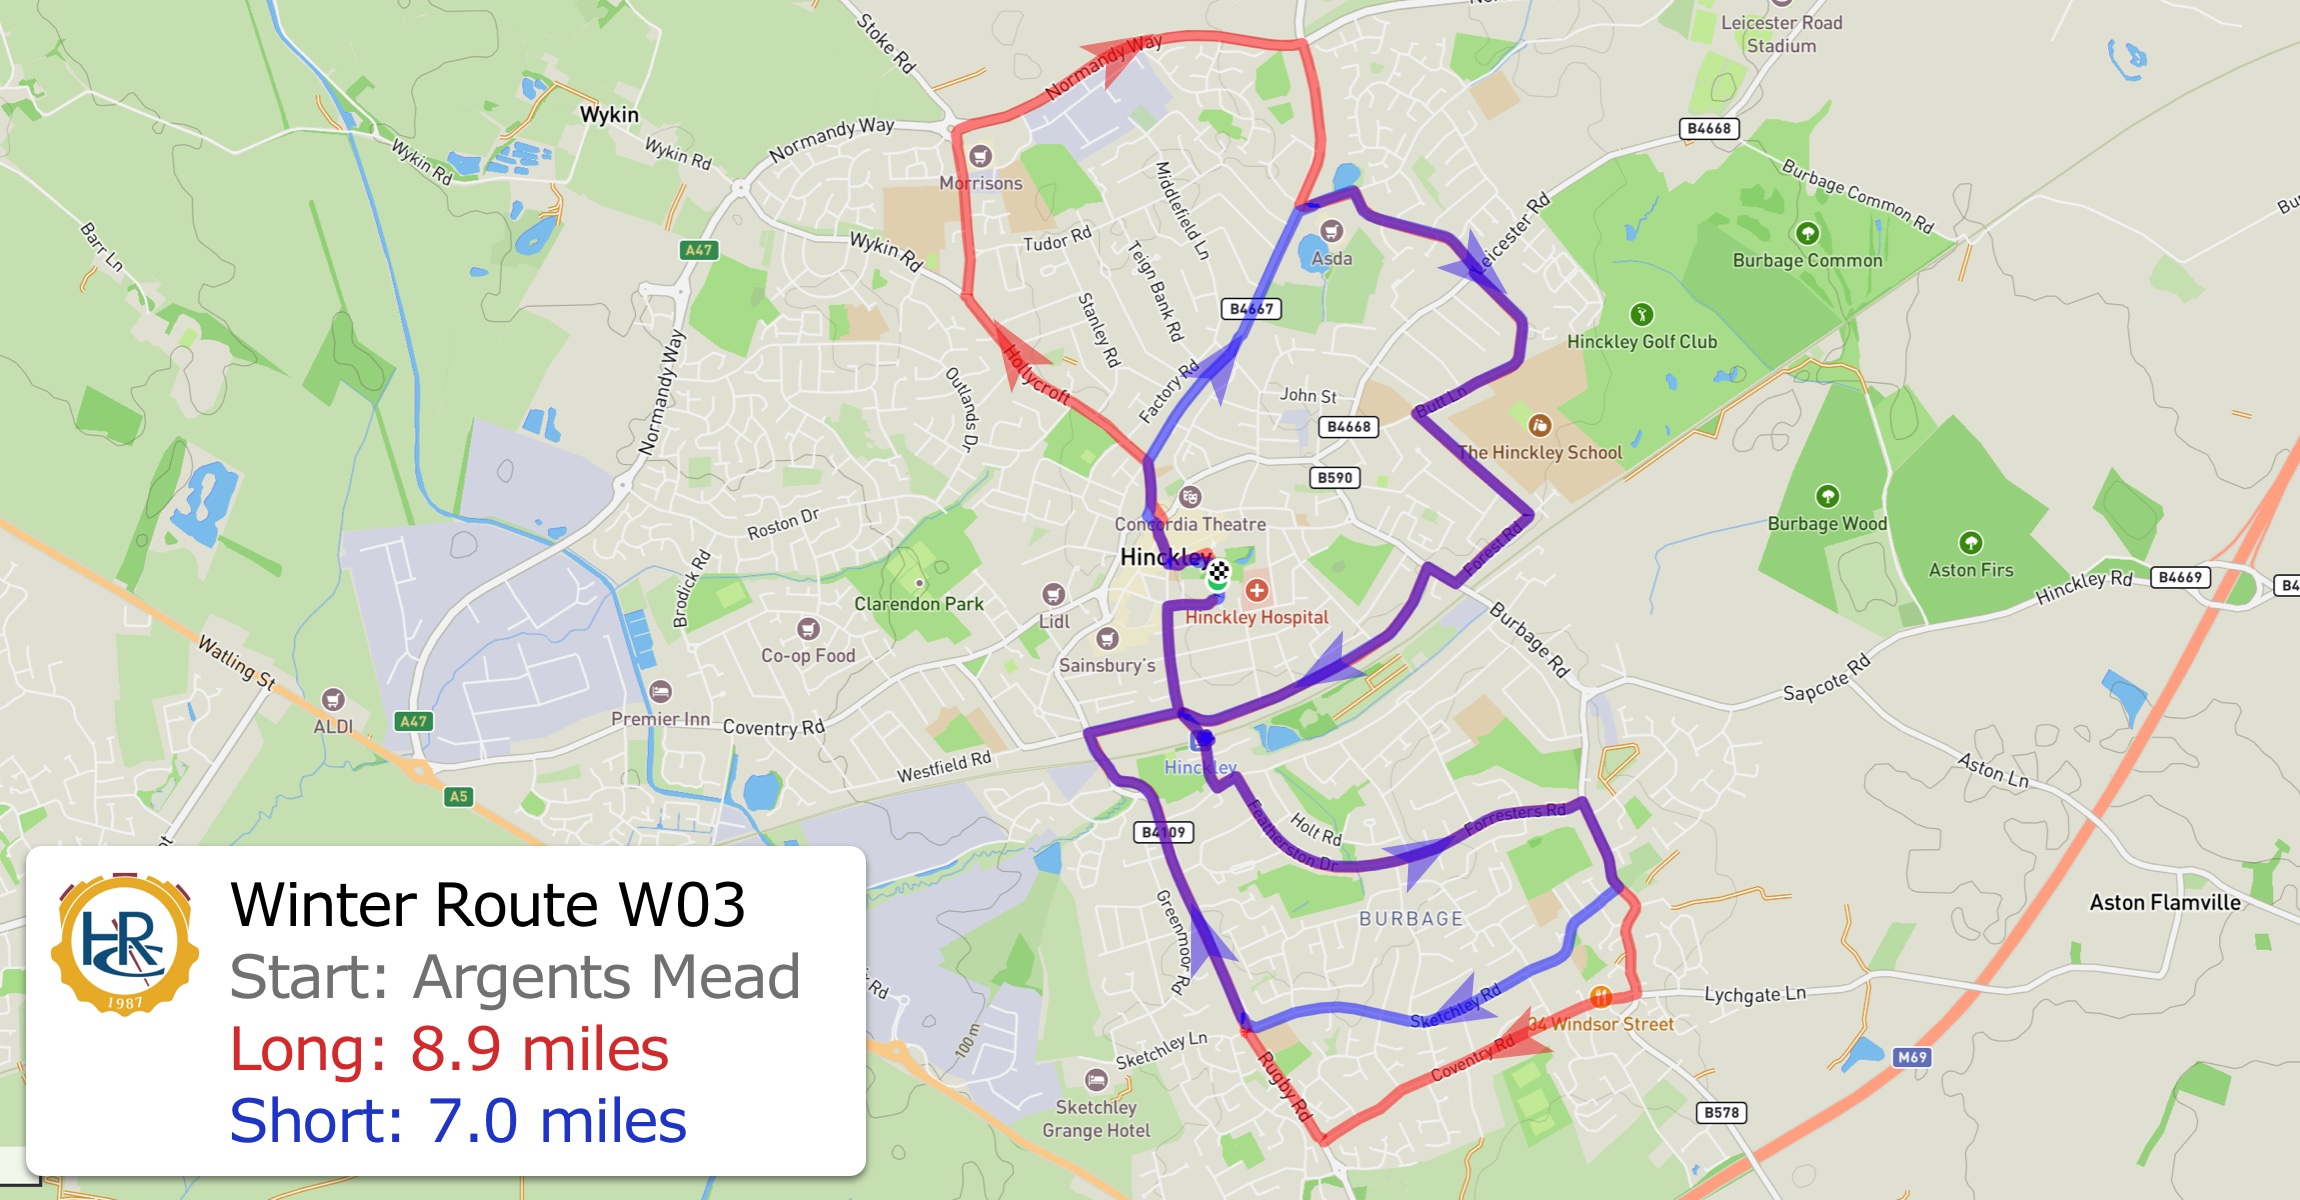 Stoke Rd
Normandy Way
Leicester Road
Stadium
Wykin
Normandy Way
B4668
Wykin Rd
Wykin Rd
Morrisons
Middlefield Ln
Burbage Common Rd
Barr Ln
A47
Wykin Rd
Tudor Rd
Teign Bank Rd
Asda
Leicester Rd
Burbage Common
Stanley Rd
B4667
Hinckley Golf Club
Normandy Way
Hollycroft
Outlands Dr
Factory Rd
John St
Butt Ln
B4668
The Hinckley School
B590
Concordia Theatre
Burbage Wood
Roston Dr
Hinckley
Forest Rd
Aston Firs
Hinckley Rd
B4669
B4
Brodick Rd
Clarendon Park
Lidl
Hinckley Hospital
Burbage Rd
Watling St
Co-op Food
Sainsbury's
Sapcote Rd
ALDI
A47
Premier Inn
Coventry Rd
Westfield Rd
Hinckley
Aston Ln
A5
B4109
Featherston Dr
Holt Rd
Forresters Rd
Greenmoor Rd
BURBAGE
Aston Flamville
Sketchley Rd
34 Windsor Street
Lychgate Ln
100 m
Sketchley Ln
Rugby Rd
Coventry Rd
M69
Sketchley
Grange Hotel
B578
HRC
1987
Winter Route W03
Start: Argents Mead
Long: 8.9 miles
Short: 7.0 miles